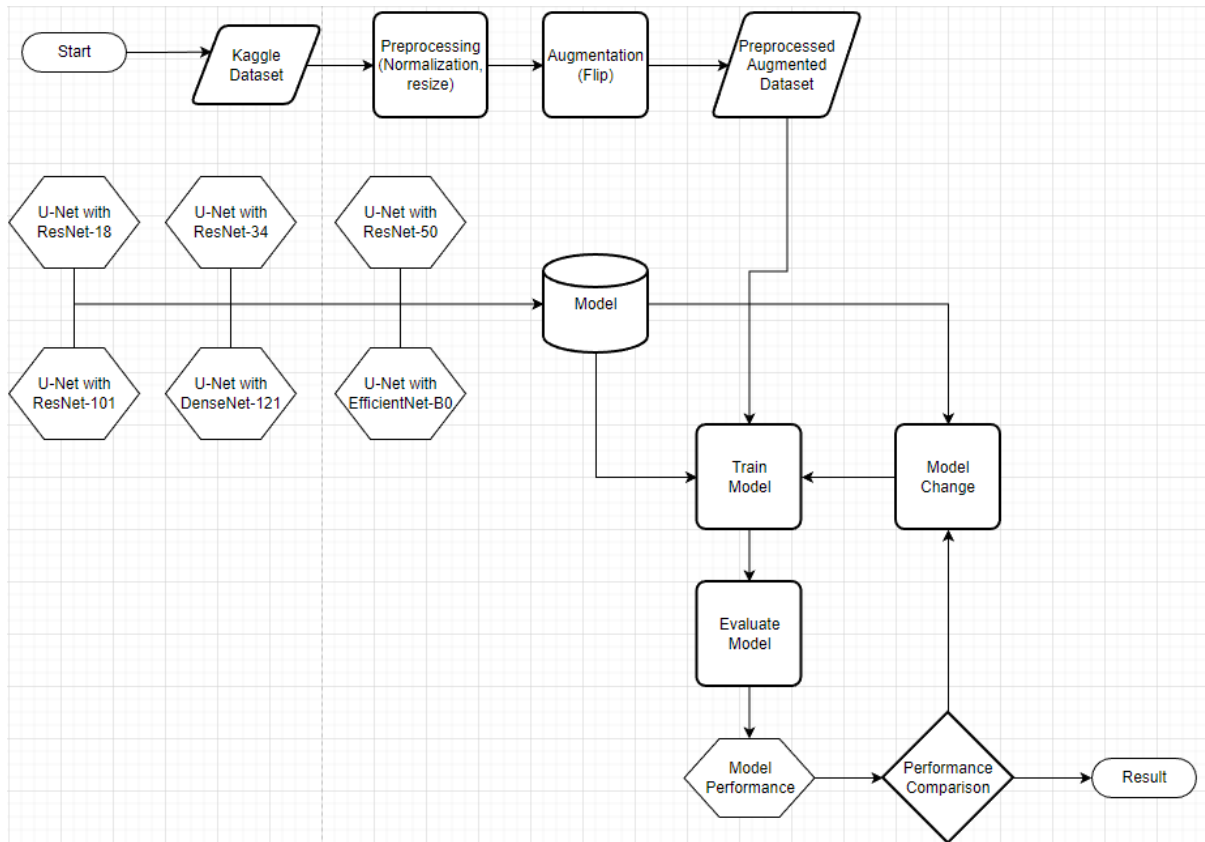 Start
Kaggle
Dataset
Preprocessing
(Normalization,
resize)
Augmentation
(Flip)
Preprocessed
Augmented
Dataset
U-Net with
ResNet-18
U-Net with
ResNet-34
U-Net with
ResNet-50
Model
U-Net with
ResNet-101
U-Net with
DenseNet-121
U-Net with
EfficientNet-B0
Train
Model
Model
Change
Evaluate
Model
Model
Performance
Performance
Comparison
Result